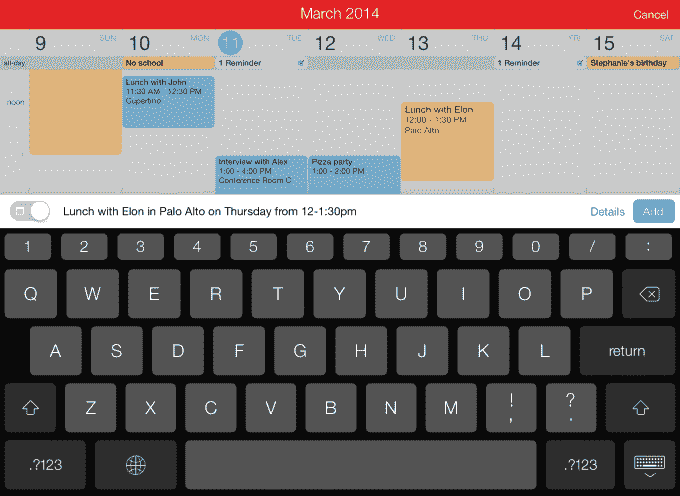 March 2014
Cancel
9 SUN 10 MON 11 TUE 12 WED 13 THU 14 FRI 15 SAT
all-day No school 1 Reminder 1 Reminder Stephanie's birthday
noon
Lunch with John
11:30 AM - 12:30 PM
Cupertino
Lunch with Elon
12:00 - 1:30 PM
Palo Alto
Interview with Alex
1:00 - 4:00 PM
Conference Room C
Pizza party
1:00 - 2:00 PM
Lunch with Elon in Palo Alto on Thursday from 12-1:30pm
Details Add
1 2 3 4 5 6 7 8 9 0 / :
Q W E R T Y U I O P
A S D F G H J K L return
Z X C V B N M ! , ? .
.?123 .?123